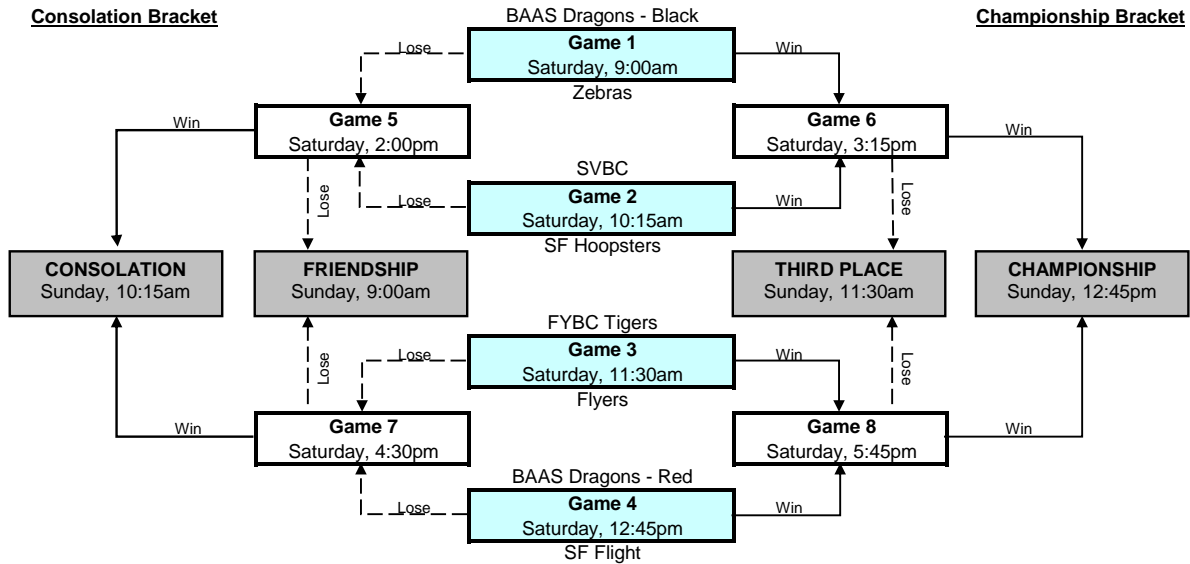 Consolation Bracket
BAAS Dragons - Black
Championship Bracket
Lose
Game 1
Saturday, 9:00am
Win
Zebras
Win
Game 5
Saturday, 2:00pm
Game 6
Saturday, 3:15pm
Win
SVBC
Lose
Lose
Game 2
Saturday, 10:15am
Win
Lose
SF Hoopsters
CONSOLATION
Sunday, 10:15am
FRIENDSHIP
Sunday, 9:00am
THIRD PLACE
Sunday, 11:30am
CHAMPIONSHIP
Sunday, 12:45pm
FYBC Tigers
Lose
Lose
Game 3
Saturday, 11:30am
Win
Lose
Flyers
Win
Game 7
Saturday, 4:30pm
Game 8
Saturday, 5:45pm
Win
BAAS Dragons - Red
Lose
Game 4
Saturday, 12:45pm
Win
SF Flight